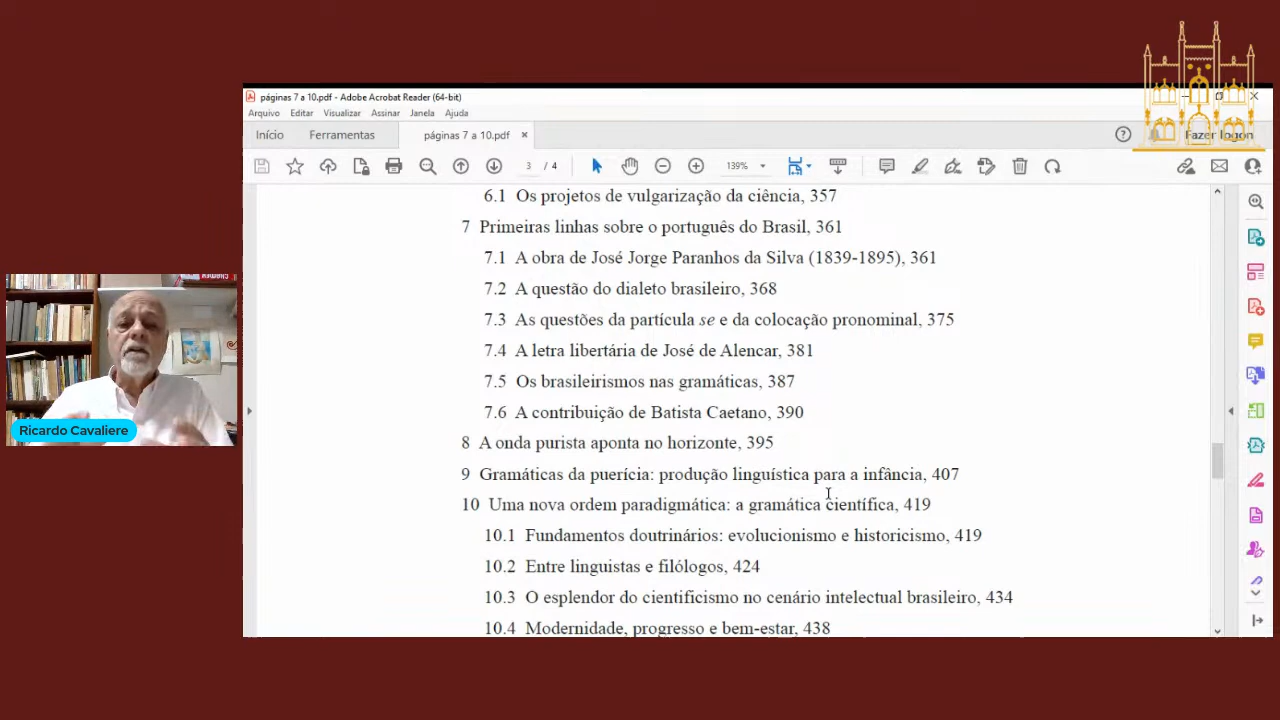 páginas 7 a 10.pdf - Adobe Acrobat Reader (64-bit)
Arquivo Editar Visualizar Assinar Janela Ajuda
Início Ferramentas páginas 7 a 10.pdf × Fazer logon
3 / 4 139%
6.1 Os projetos de vulgarização da ciência, 357
7 Primeiras linhas sobre o português do Brasil, 361
7.1 A obra de José Jorge Paranhos da Silva (1839-1895), 361
7.2 A questão do dialeto brasileiro, 368
7.3 As questões da partícula se e da colocação pronominal, 375
7.4 A letra libertária de José de Alencar, 381
7.5 Os brasileirismos nas gramáticas, 387
7.6 A contribuição de Batista Caetano, 390
8 A onda purista aponta no horizonte, 395
9 Gramáticas da puerícia: produção linguística para a infância, 407
10 Uma nova ordem paradigmática: a gramática científica, 419
10.1 Fundamentos doutrinários: evolucionismo e historicismo, 419
10.2 Entre linguistas e filólogos, 424
10.3 O esplendor do cientificismo no cenário intelectual brasileiro, 434
10.4 Modernidade, progresso e bem-estar, 438
Ricardo Cavaliere